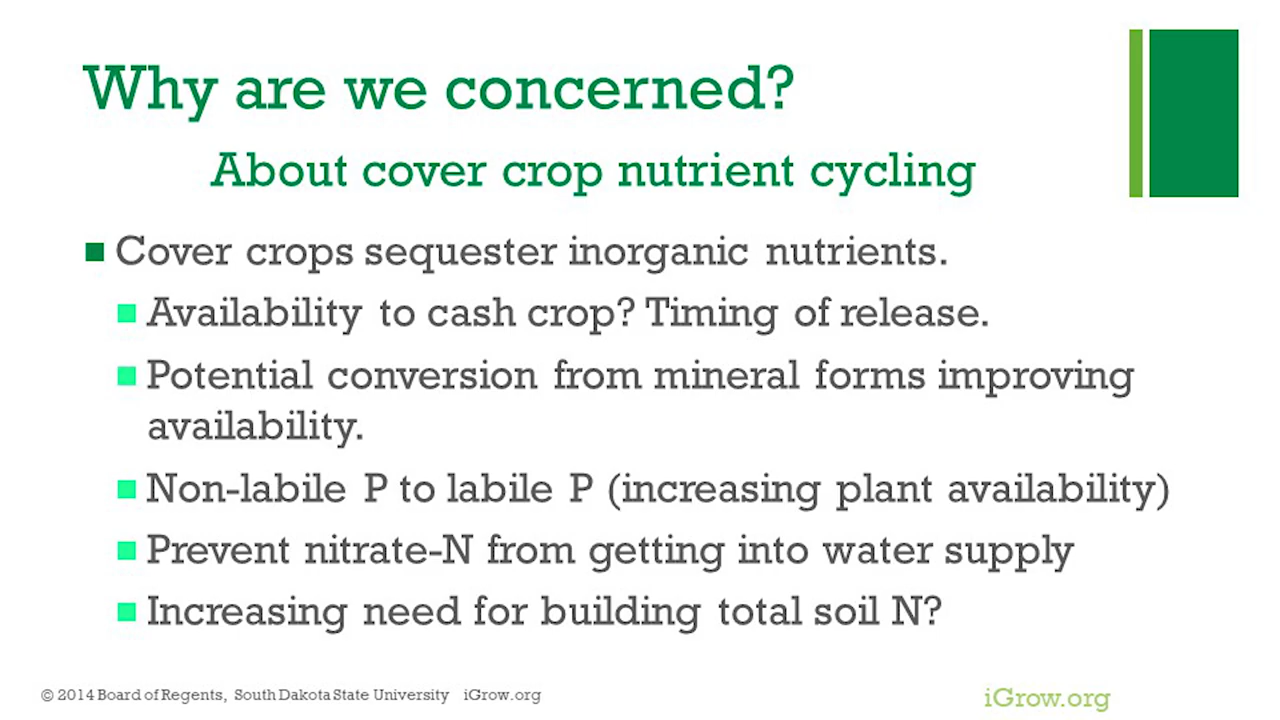 Why are we concerned?
About cover crop nutrient cycling
Cover crops sequester inorganic nutrients.
Availability to cash crop? Timing of release.
Potential conversion from mineral forms improving
availability.
Non-labile P to labile P (increasing plant availability)
Prevent nitrate-N from getting into water supply
Increasing need for building total soil N?
© 2014 Board of Regents, South Dakota State University iGrow.org
iGrow.org